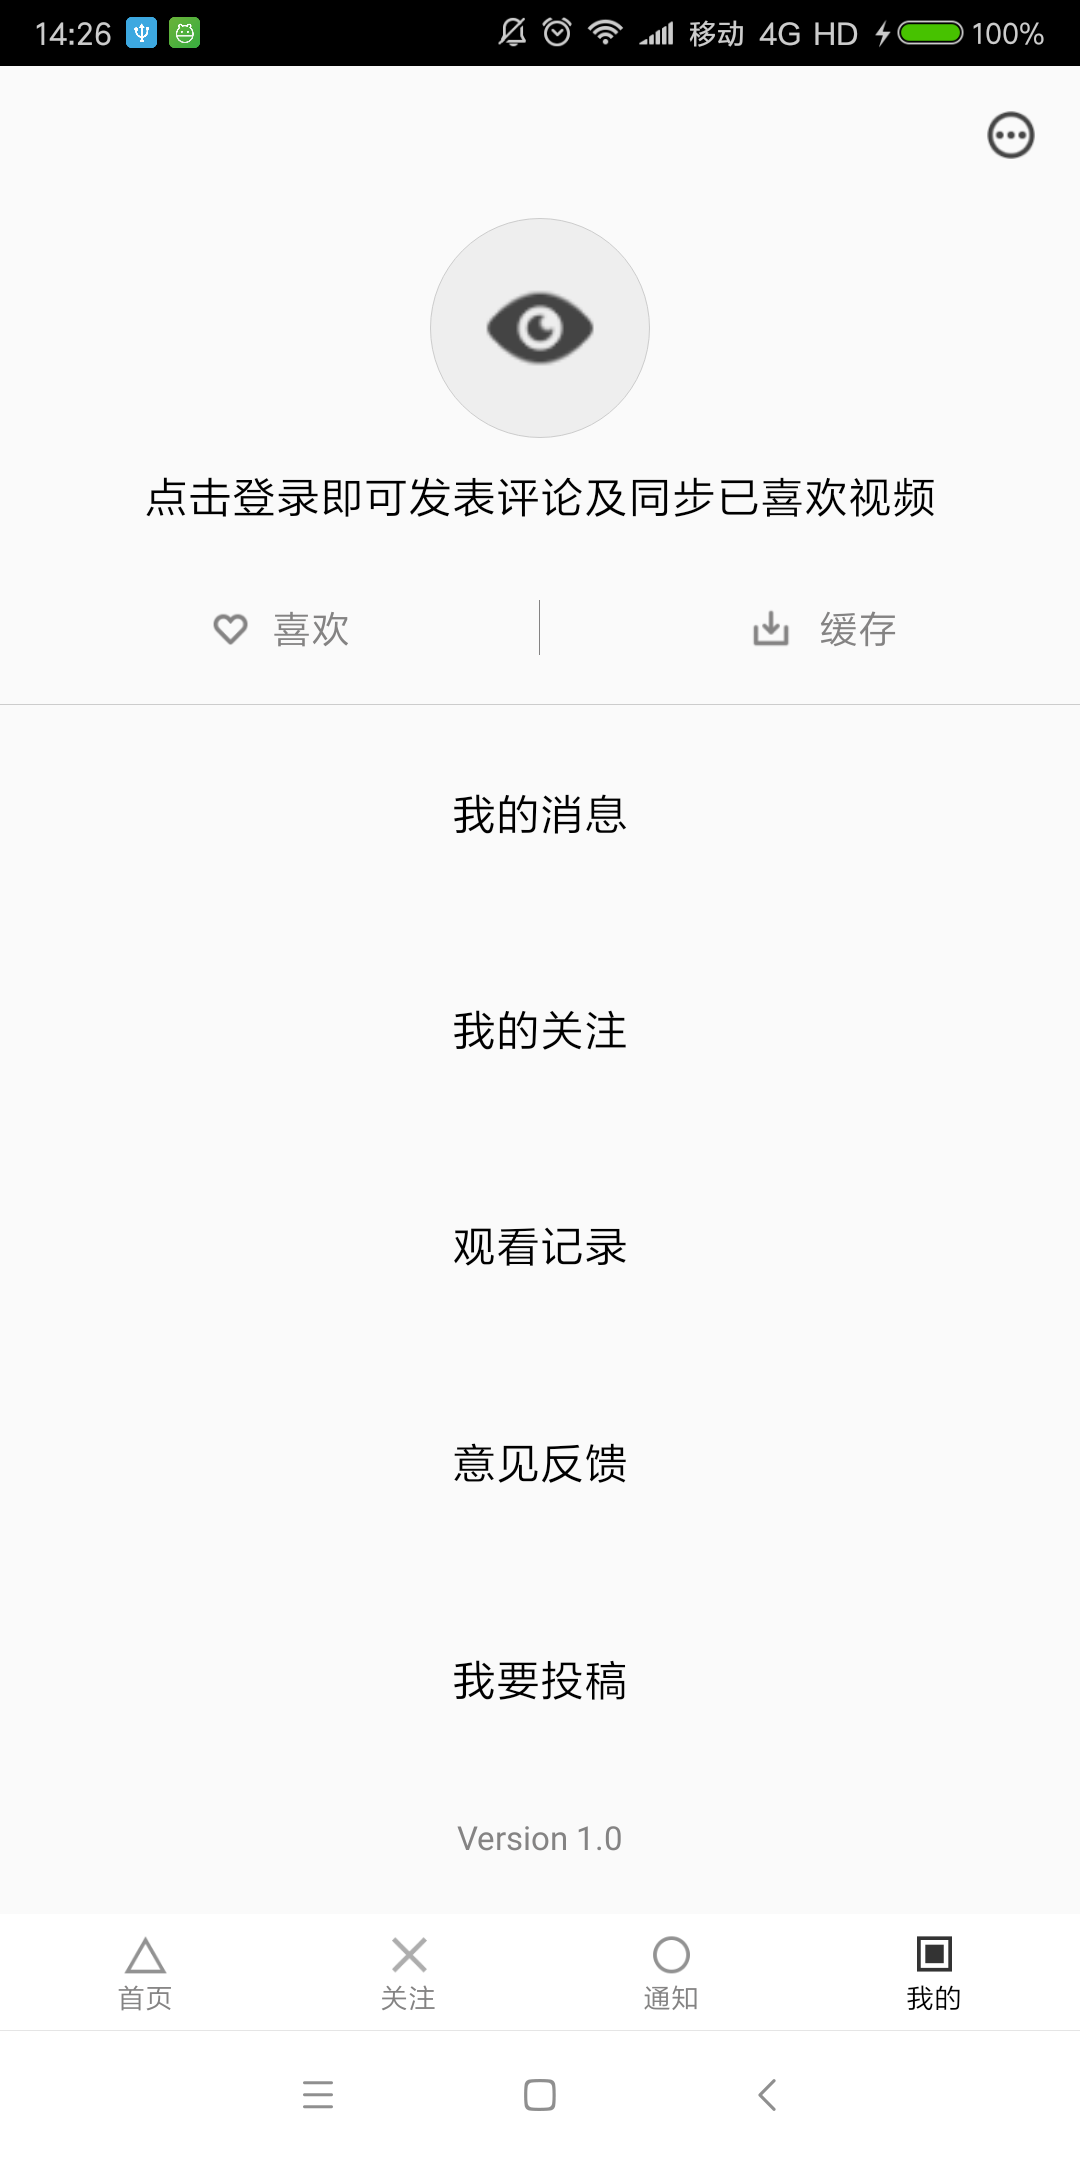 14:26 移动 4G HD 100%
点击登录即可发表评论及同步已喜欢视频
喜欢 缓存
我的消息
我的关注
观看记录
意见反馈
我要投稿
Version 1.0
首页 关注 通知 我的